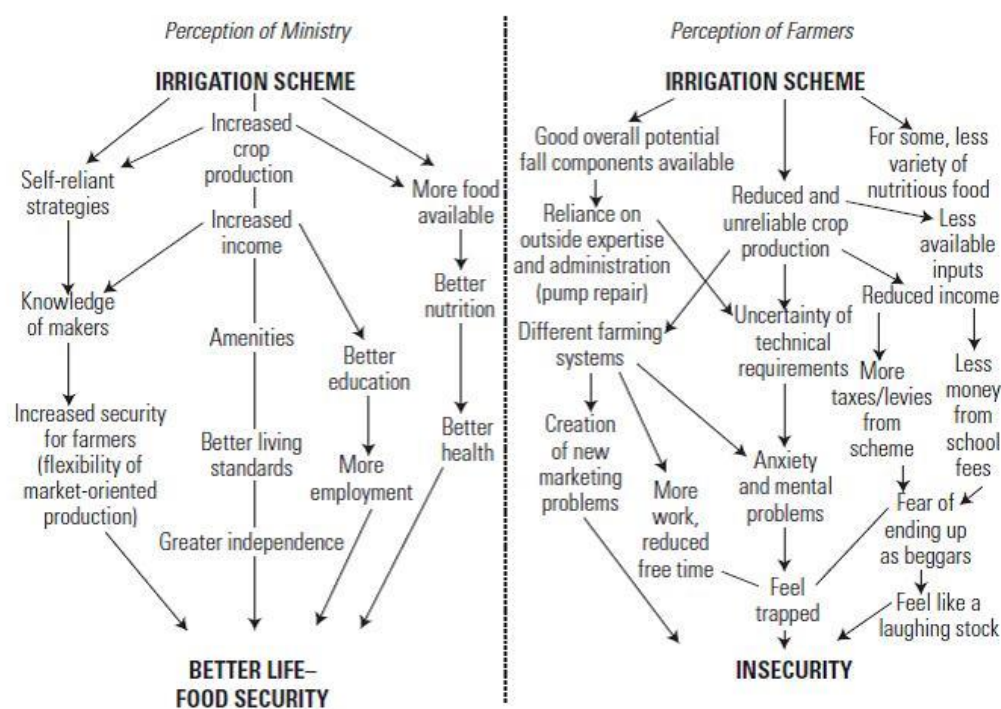 Perception of Ministry
IRRIGATION SCHEME
Increased
crop
production
Self-reliant
strategies
More food
available
Increased
income
Knowledge
of makers
Better
nutrition
Amenities
Better
education
Increased security
for farmers
(flexibility of
market-oriented
production)
Better living
standards
More
employment
Better
health
Greater independence
BETTER LIFE–
FOOD SECURITY
Perception of Farmers
IRRIGATION SCHEME
Good overall potential
fall components available
For some, less
variety of
nutritious food
Reliance on
outside expertise
and administration
(pump repair)
Reduced and
unreliable crop
production
Less
available
inputs
Reduced income
Different farming
systems
Uncertainty of
technical
requirements
More
taxes/levies
from
scheme
Less
money
from
school
fees
Creation
of new
marketing
problems
More
work,
reduced
free time
Anxiety
and mental
problems
Fear of
ending up
as beggars
Feel
trapped
Feel like a
laughing stock
INSECURITY